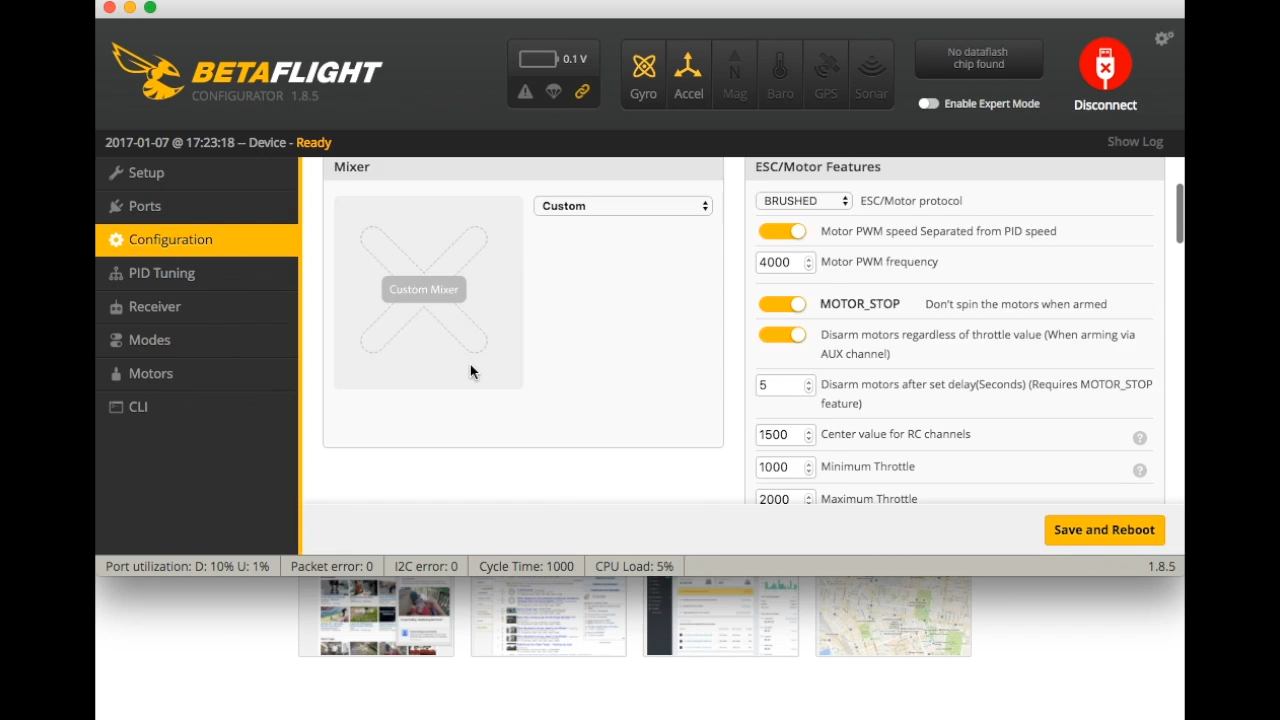 BETAFLIGHT
CONFIGURATOR 1.8.5
0.1 V
Gyro
Accel
Mag
Baro
GPS
Sonar
No dataflash
chip found
Enable Expert Mode
Disconnect
2017-01-07 @ 17:23:18 -- Device - Ready
Show Log
Setup
Ports
Configuration
PID Tuning
Receiver
Modes
Motors
CLI
Mixer
Custom
Custom Mixer
ESC/Motor Features
BRUSHED ESC/Motor protocol
Motor PWM speed Separated from PID speed
4000 Motor PWM frequency
MOTOR_STOP Don't spin the motors when armed
Disarm motors regardless of throttle value (When arming via
AUX channel)
5 Disarm motors after set delay(Seconds) (Requires MOTOR_STOP
feature)
1500 Center value for RC channels ?
1000 Minimum Throttle ?
2000 Maximum Throttle
Save and Reboot
Port utilization: D: 10% U: 1% Packet error: 0 I2C error: 0 Cycle Time: 1000 CPU Load: 5% 1.8.5